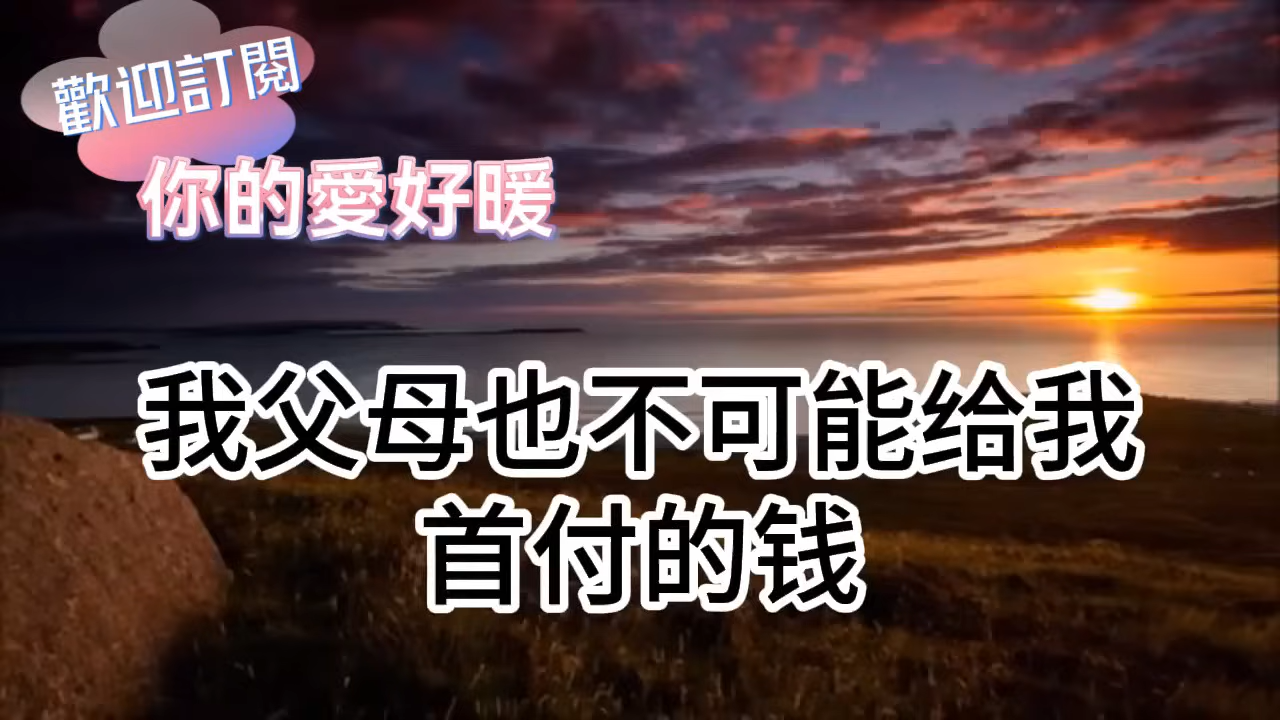 歡迎訂閱
你的愛好暖
我父母也不可能给我
首付的钱